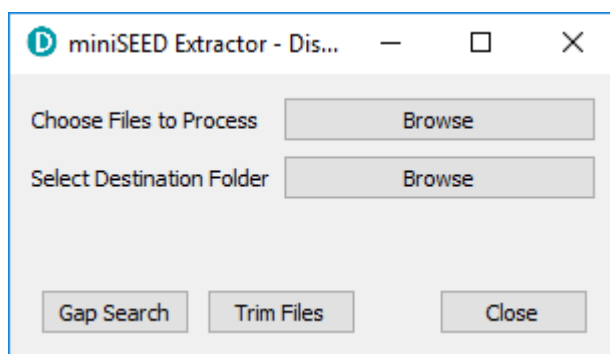 D miniSEED Extractor - Dis...
Choose Files to Process Browse
Select Destination Folder Browse
Gap Search Trim Files Close